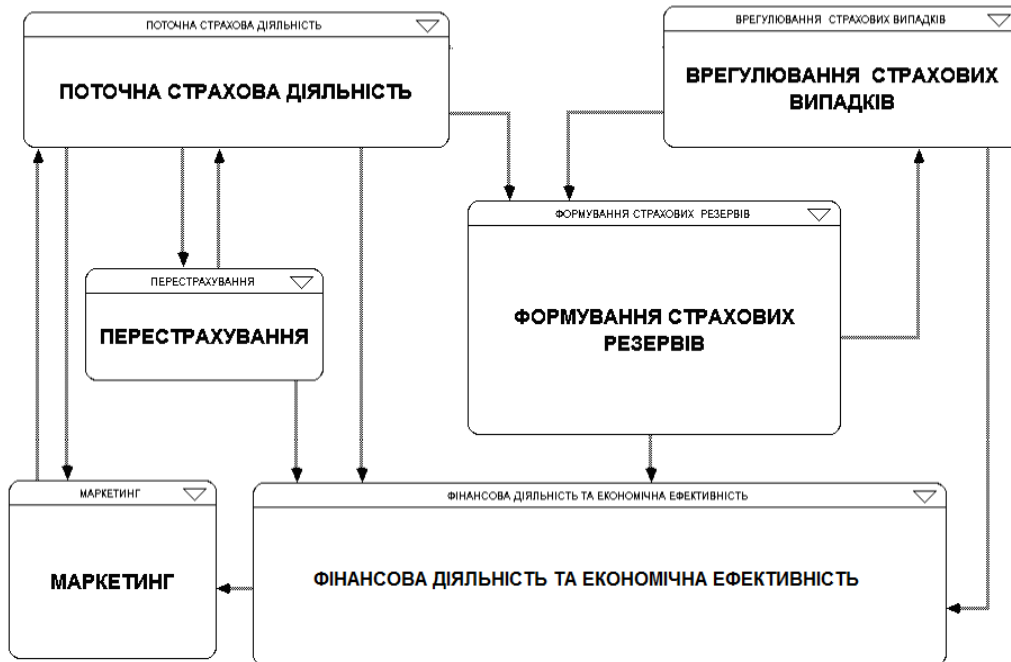 ПОТОЧНА СТРАХОВА ДІЯЛЬНІСТЬ
ПОТОЧНА СТРАХОВА ДІЯЛЬНІСТЬ
ВРЕГУЛЮВАННЯ СТРАХОВИХ ВИПАДКІВ
ВРЕГУЛЮВАННЯ СТРАХОВИХ
ВИПАДКІВ
ФОРМУВАННЯ СТРАХОВИХ РЕЗЕРВІВ
ФОРМУВАННЯ СТРАХОВИХ
РЕЗЕРВІВ
ПЕРЕСТРАХУВАННЯ
ПЕРЕСТРАХУВАННЯ
МАРКЕТИНГ
МАРКЕТИНГ
ФІНАНСОВА ДІЯЛЬНІСТЬ ТА ЕКОНОМІЧНА ЕФЕКТИВНІСТЬ
ФІНАНСОВА ДІЯЛЬНІСТЬ ТА ЕКОНОМІЧНА ЕФЕКТИВНІСТЬ